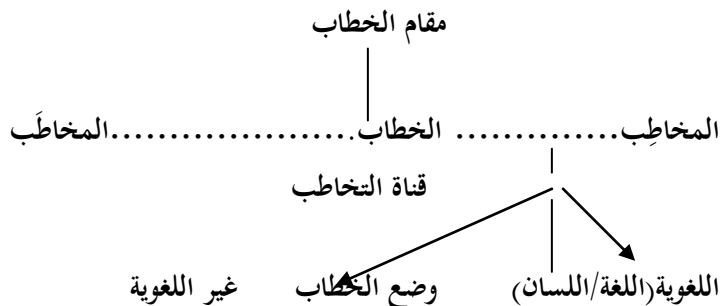 مقام الخطاب
المخاطِب.............. الخطاب.....................المخاطَب
قناة التخاطب
اللغوية(اللغة/اللسان) وضع الخطاب غير اللغوية